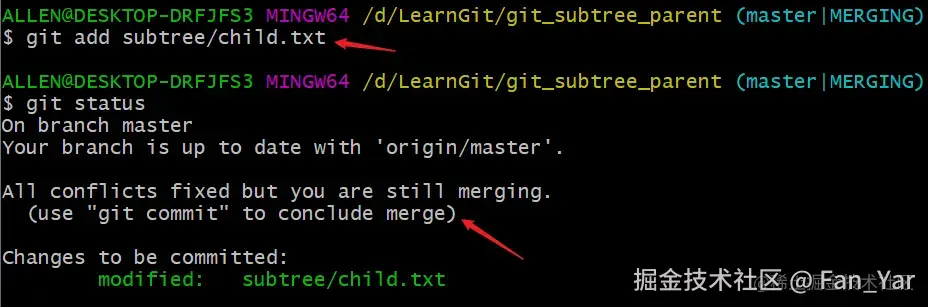 ALLEN@DESKTOP-DRFJFS3 MINGW64 /d/LearnGit/git_subtree_parent (master|MERGING)
$ git add subtree/child.txt
ALLEN@DESKTOP-DRFJFS3 MINGW64 /d/LearnGit/git_subtree_parent (master|MERGING)
$ git status
On branch master
Your branch is up to date with 'origin/master'.
All conflicts fixed but you are still merging.
(use "git commit" to conclude merge)
Changes to be committed:
modified: subtree/child.txt
掘金技术社区 @ Fan_Yar